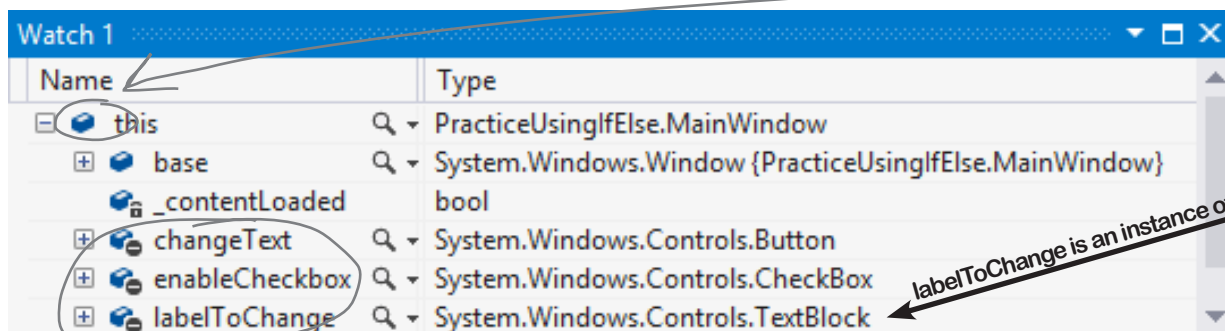 Watch 1
Name Type
this PracticeUsingIfElse.MainWindow
base System.Windows.Window {PracticeUsingIfElse.MainWindow}
_contentLoaded bool
changeText System.Windows.Controls.Button
enableCheckbox System.Windows.Controls.CheckBox
labelToChange System.Windows.Controls.TextBlock
labelToChange is an instance of